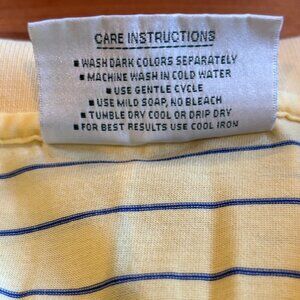 CARE INSTRUCTIONS
▪ WASH DARK COLORS SEPARATELY
▪ MACHINE WASH IN COLD WATER
▪ USE GENTLE CYCLE
▪ USE MILD SOAP, NO BLEACH
▪ TUMBLE DRY COOL OR DRIP DRY
▪ FOR BEST RESULTS USE COOL IRON